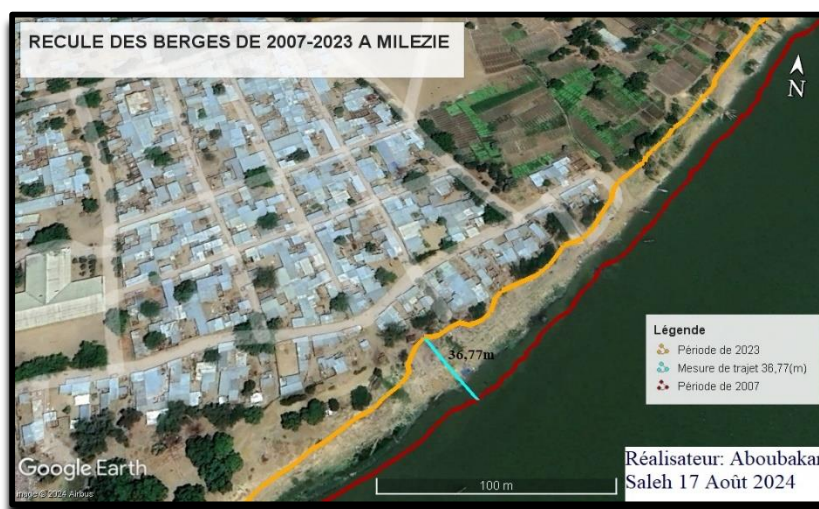 RECULE DES BERGES DE 2007-2023 A MILEZIE
N
36,77m
Légende
Période de 2023
Mesure de trajet 36,77(m)
Période de 2007
Google Earth
Image © 2024 Airbus
100 m
Réalisateur: Aboubakar
Saleh 17 Août 2024